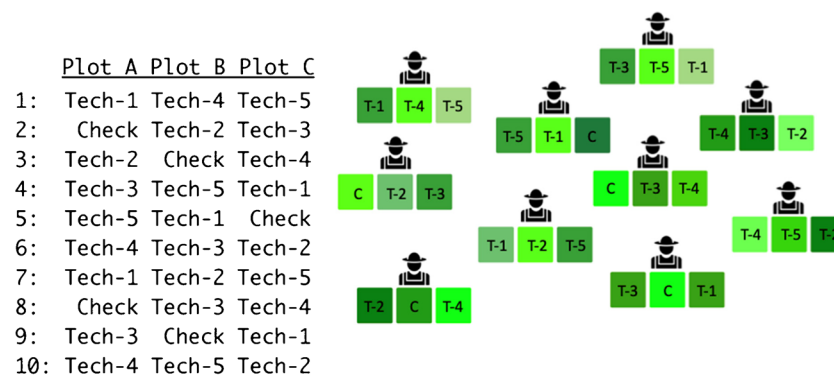 Plot A Plot B Plot C
1: Tech-1 Tech-4 Tech-5
2: Check Tech-2 Tech-3
3: Tech-2 Check Tech-4
4: Tech-3 Tech-5 Tech-1
5: Tech-5 Tech-1 Check
6: Tech-4 Tech-3 Tech-2
7: Tech-1 Tech-2 Tech-5
8: Check Tech-3 Tech-4
9: Tech-3 Check Tech-1
10: Tech-4 Tech-5 Tech-2
T-3 T-5 T-1
T-1 T-4 T-5
T-5 T-1 C
T-4 T-3 T-2
C T-2 T-3
C T-3 T-4
T-1 T-2 T-5
T-4 T-5 T-2
T-2 C T-4
T-3 C T-1